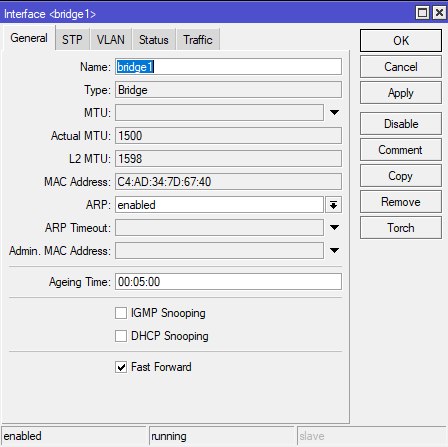 Interface <bridge1>
General STP VLAN Status Traffic
Name: bridge1
Type: Bridge
MTU:
Actual MTU: 1500
L2 MTU: 1598
MAC Address: C4:AD:34:7D:67:40
ARP: enabled
ARP Timeout:
Admin. MAC Address:
Ageing Time: 00:05:00
IGMP Snooping
DHCP Snooping
Fast Forward
OK
Cancel
Apply
Disable
Comment
Copy
Remove
Torch
enabled running slave